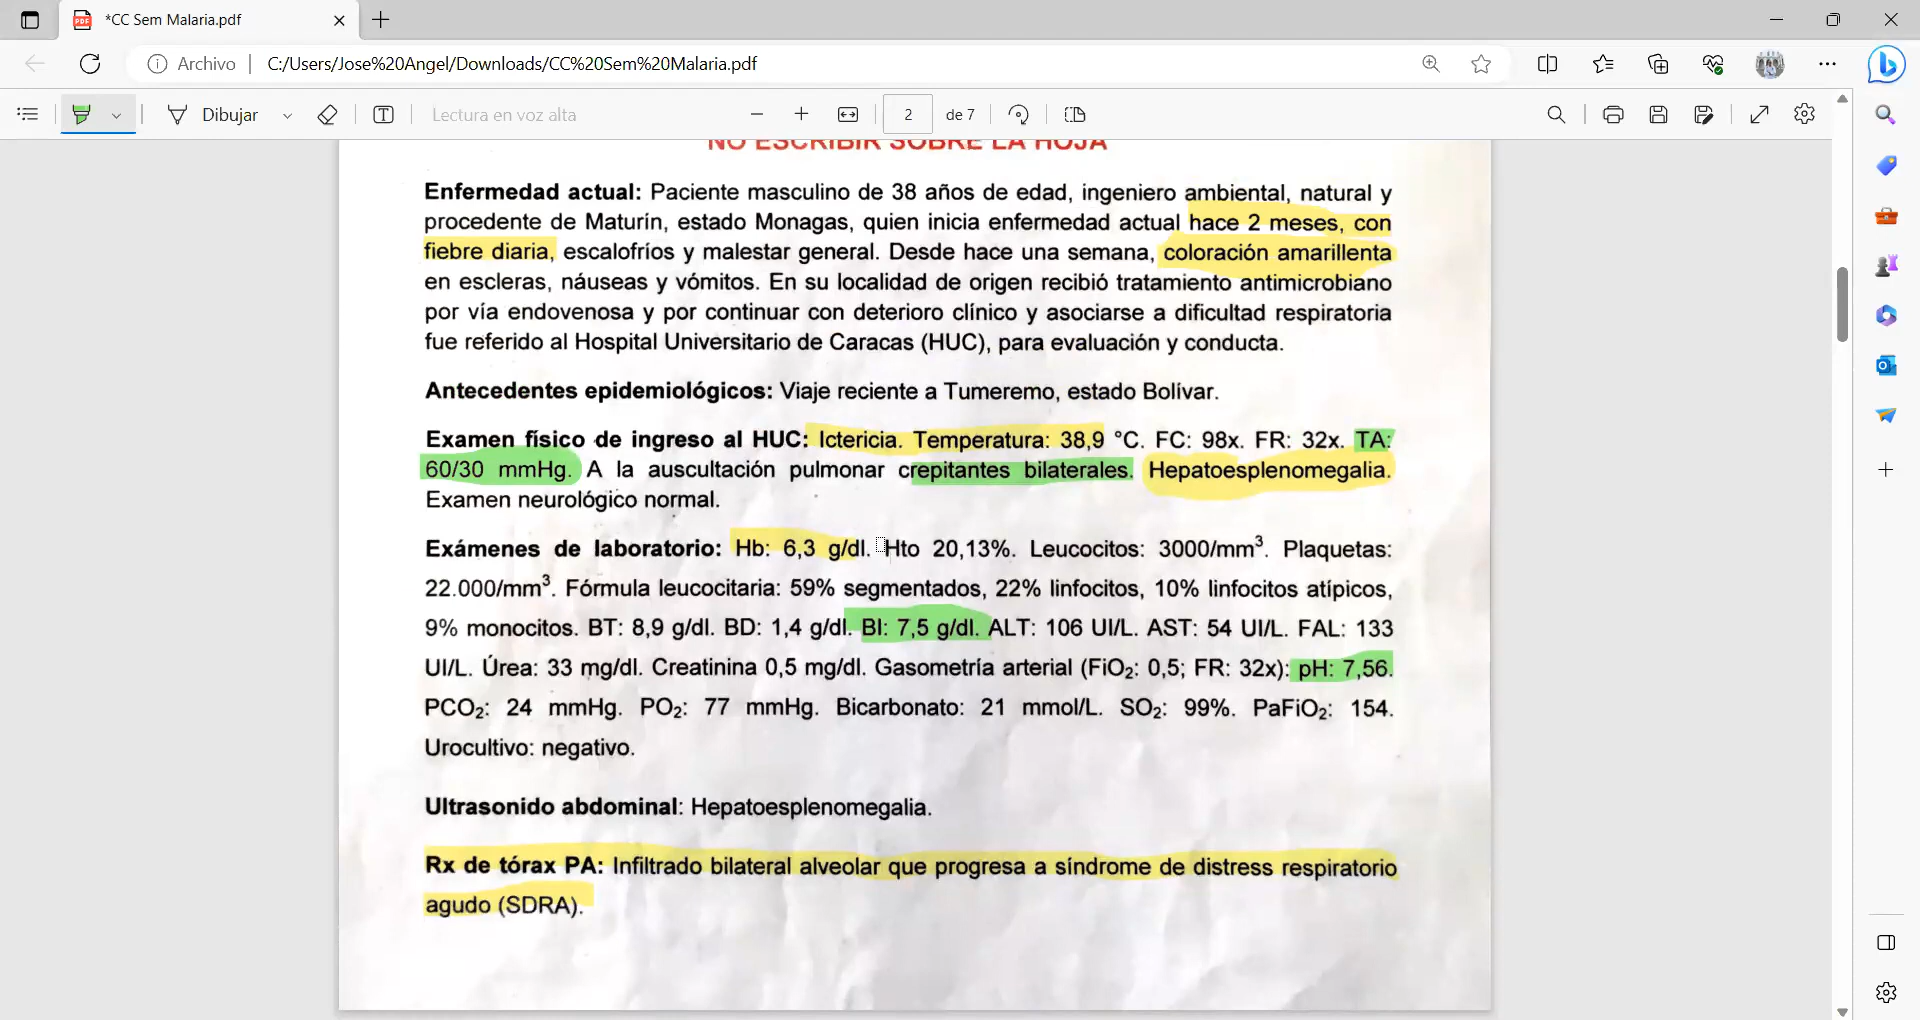 *CC Sem Malaria.pdf
Archivo C:/Users/Jose%20Angel/Downloads/CC%20Sem%20Malaria.pdf
Dibujar Lectura en voz alta 2 de 7
NO ESCRIBIR SOBRE LA HOJA
Enfermedad actual: Paciente masculino de 38 años de edad, ingeniero ambiental, natural y
procedente de Maturín, estado Monagas, quien inicia enfermedad actual hace 2 meses, con
fiebre diaria, escalofríos y malestar general. Desde hace una semana, coloración amarillenta
en escleras, náuseas y vómitos. En su localidad de origen recibió tratamiento antimicrobiano
por vía endovenosa y por continuar con deterioro clínico y asociarse a dificultad respiratoria
fue referido al Hospital Universitario de Caracas (HUC), para evaluación y conducta.
Antecedentes epidemiológicos: Viaje reciente a Tumeremo, estado Bolívar.
Examen físico de ingreso al HUC: Ictericia. Temperatura: 38,9 °C. FC: 98x. FR: 32x. TA:
60/30 mmHg. A la auscultación pulmonar crepitantes bilaterales. Hepatoesplenomegalia.
Examen neurológico normal.
Exámenes de laboratorio: Hb: 6,3 g/dl. Hto 20,13%. Leucocitos: 3000/mm³. Plaquetas:
22.000/mm³. Fórmula leucocitaria: 59% segmentados, 22% linfocitos, 10% linfocitos atípicos,
9% monocitos. BT: 8,9 g/dl. BD: 1,4 g/dl. BI: 7,5 g/dl. ALT: 106 UI/L. AST: 54 UI/L. FAL: 133
UI/L. Úrea: 33 mg/dl. Creatinina 0,5 mg/dl. Gasometría arterial (FiO₂: 0,5; FR: 32x): pH: 7,56.
PCO₂: 24 mmHg. PO₂: 77 mmHg. Bicarbonato: 21 mmol/L. SO₂: 99%. PaFiO₂: 154.
Urocultivo: negativo.
Ultrasonido abdominal: Hepatoesplenomegalia.
Rx de tórax PA: Infiltrado bilateral alveolar que progresa a síndrome de distress respiratorio
agudo (SDRA).